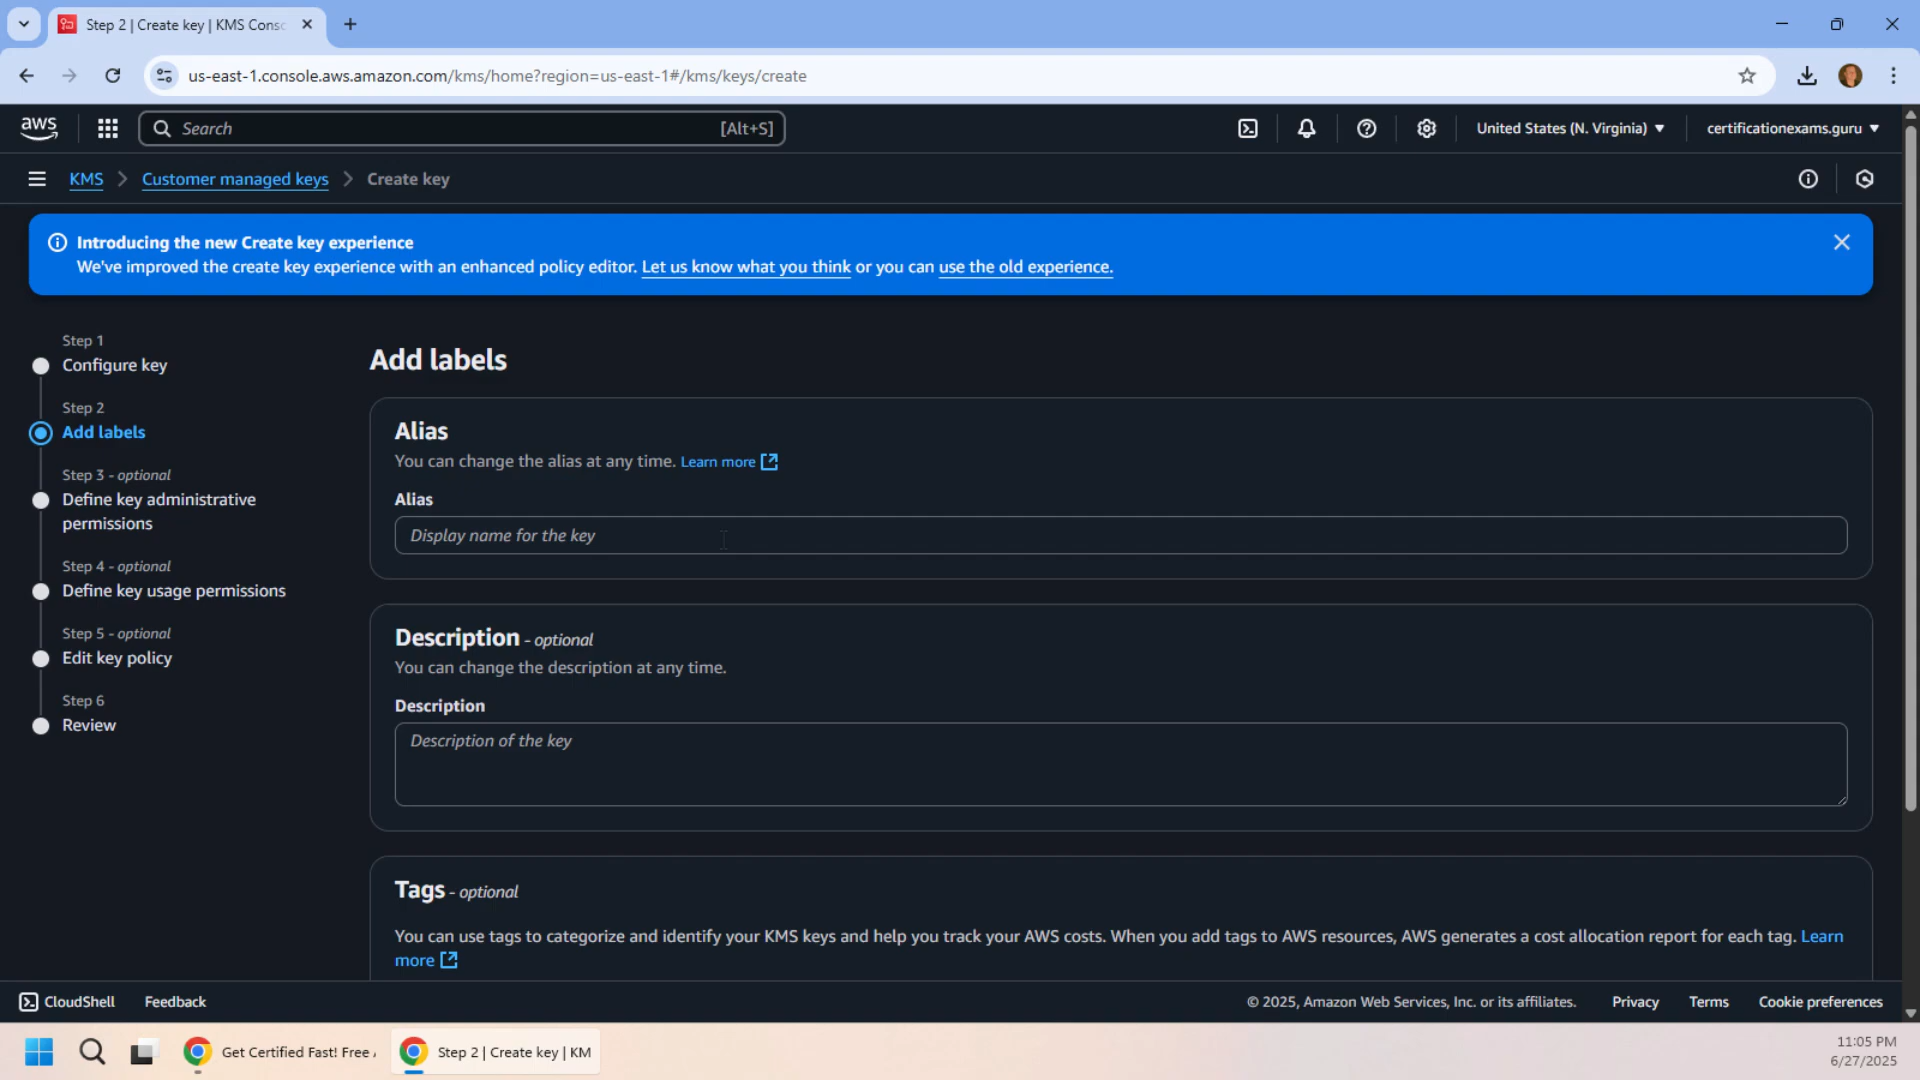 Step 2 | Create key | KMS Cons
us-east-1.console.aws.amazon.com/kms/home?region=us-east-1#/kms/keys/create
aws
Search [Alt+S]
United States (N. Virginia)
certificationexams.guru
KMS > Customer managed keys > Create key
Introducing the new Create key experience
We've improved the create key experience with an enhanced policy editor. Let us know what you think or you can use the old experience.
Step 1
Configure key
Step 2
Add labels
Step 3 - optional
Define key administrative
permissions
Step 4 - optional
Define key usage permissions
Step 5 - optional
Edit key policy
Step 6
Review
Add labels
Alias
You can change the alias at any time. Learn more
Alias
Display name for the key
Description - optional
You can change the description at any time.
Description
Description of the key
Tags - optional
You can use tags to categorize and identify your KMS keys and help you track your AWS costs. When you add tags to AWS resources, AWS generates a cost allocation report for each tag. Learn
more
CloudShell
Feedback
© 2025, Amazon Web Services, Inc. or its affiliates.
Privacy
Terms
Cookie preferences
Get Certified Fast! Free
Step 2 | Create key | KM
11:05 PM
6/27/2025